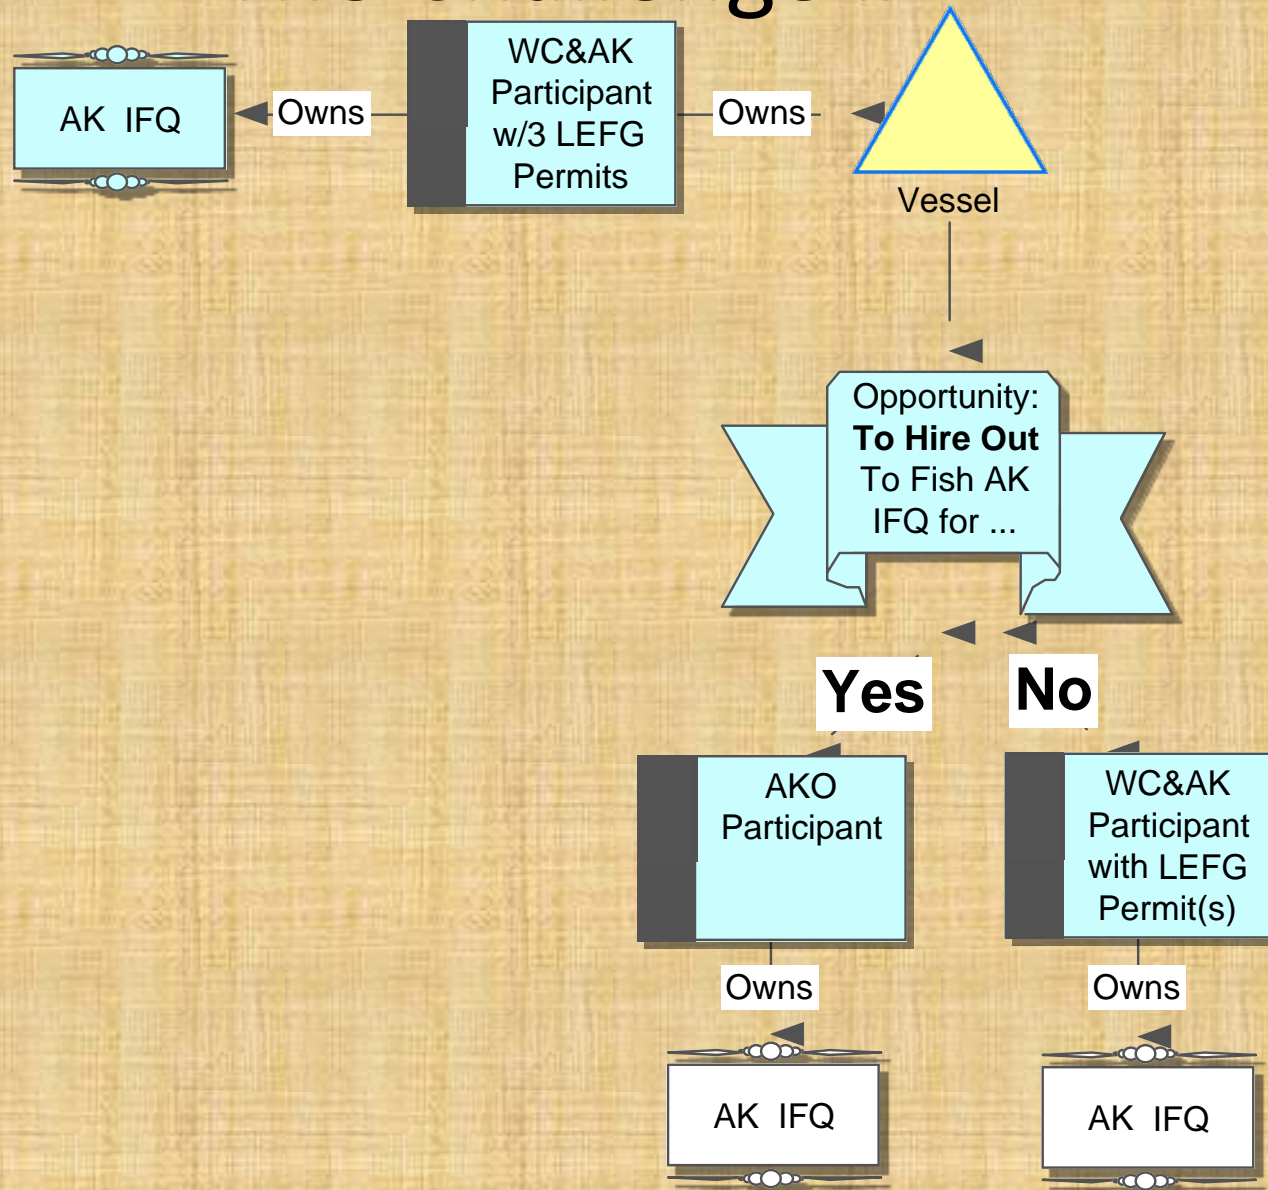 AK IFQ
Owns
WC&AK
Participant
w/3 LEFG
Permits
Owns
Vessel
Opportunity:
To Hire Out
To Fish AK
IFQ for ...
Yes
No
AKO
Participant
WC&AK
Participant
with LEFG
Permit(s)
Owns
Owns
AK IFQ
AK IFQ